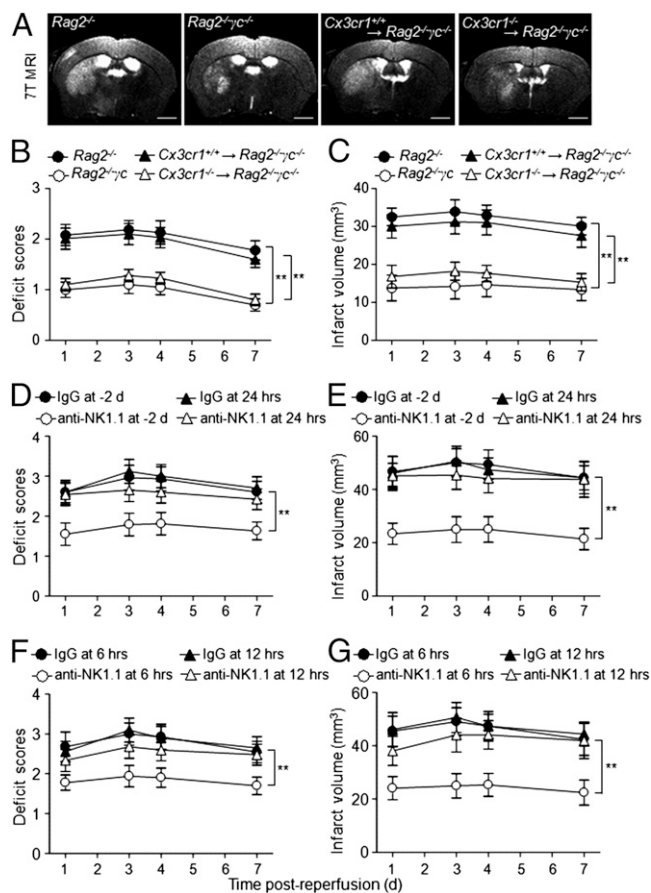 A
7T MRI
Rag2-/-
Rag2-/-γc-/-
Cx3cr1+/+ → Rag2-/-γc-/-
Cx3cr1-/- → Rag2-/-γc-/-
B
Rag2-/- Cx3cr1+/+ → Rag2-/-γc-/-
Rag2-/-γc Cx3cr1-/- → Rag2-/-γc-/-
Deficit scores
3
2
1
0
1 2 3 4 5 6 7
**
**
C
Rag2-/- Cx3cr1+/+ → Rag2-/-γc-/-
Rag2-/-γc-/- Cx3cr1-/- → Rag2-/-γc-/-
Infarct volume (mm3)
40
30
20
10
0
1 2 3 4 5 6 7
**
**
D
IgG at -2 d IgG at 24 hrs
anti-NK1.1 at -2 d anti-NK1.1 at 24 hrs
Deficit scores
4
3
2
1
0
1 2 3 4 5 6 7
**
E
IgG at -2 d IgG at 24 hrs
anti-NK1.1 at -2 d anti-NK1.1 at 24 hrs
Infarct volume (mm3)
60
40
20
0
1 2 3 4 5 6 7
**
F
IgG at 6 hrs IgG at 12 hrs
anti-NK1.1 at 6 hrs anti-NK1.1 at 12 hrs
Deficit scores
4
3
2
1
0
1 2 3 4 5 6 7
**
G
IgG at 6 hrs IgG at 12 hrs
anti-NK1.1 at 6 hrs anti-NK1.1 at 12 hrs
Infarct volume (mm3)
60
40
20
0
1 2 3 4 5 6 7
**
Time post-reperfusion (d)